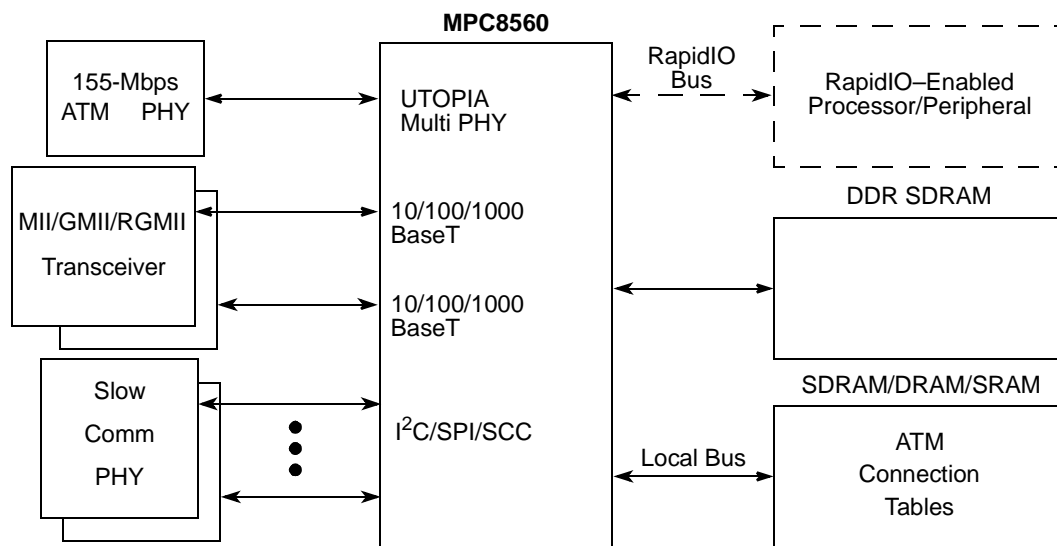 MPC8560
155-Mbps
ATM PHY
UTOPIA
Multi PHY
RapidIO
Bus
RapidIO–Enabled
Processor/Peripheral
MII/GMII/RGMII
Transceiver
10/100/1000
BaseT
10/100/1000
BaseT
DDR SDRAM
Slow
Comm
PHY
I²C/SPI/SCC
Local Bus
SDRAM/DRAM/SRAM
ATM
Connection
Tables